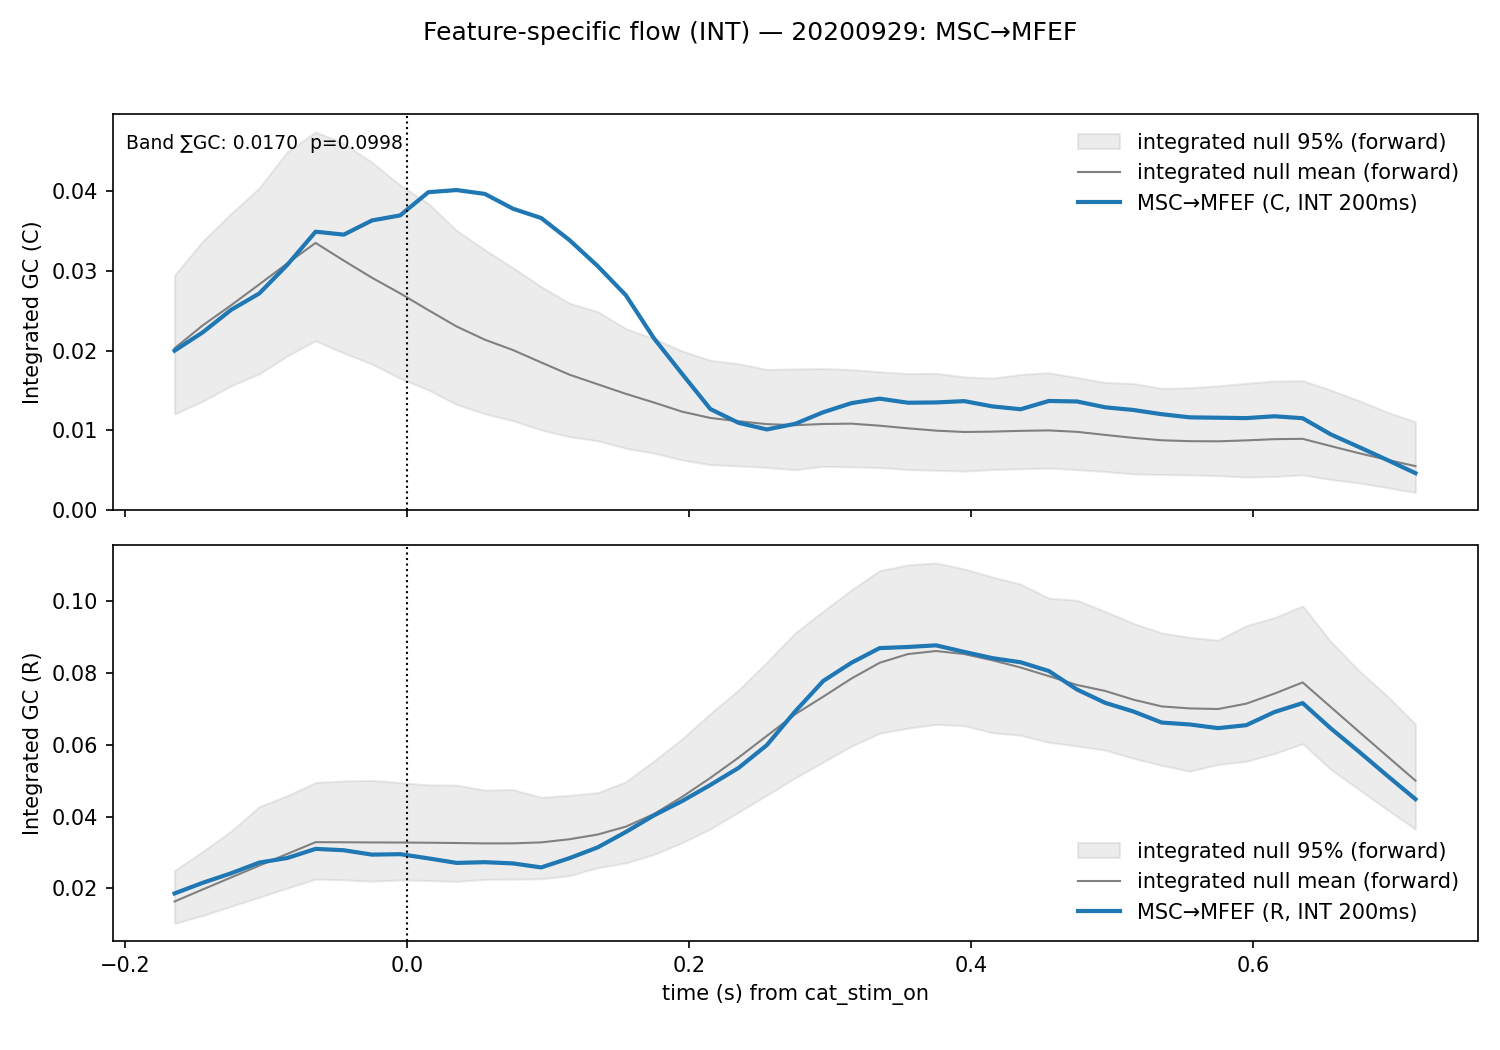 Feature-specific flow (INT) — 20200929: MSC→MFEF
Band ∑GC: 0.0170  p=0.0998
integrated null 95% (forward)
integrated null mean (forward)
MSC→MFEF (C, INT 200ms)
Integrated GC (C)
0.04
0.03
0.02
0.01
0.00
Integrated GC (R)
0.10
0.08
0.06
0.04
0.02
integrated null 95% (forward)
integrated null mean (forward)
MSC→MFEF (R, INT 200ms)
−0.2 0.0 0.2 0.4 0.6
time (s) from cat_stim_on